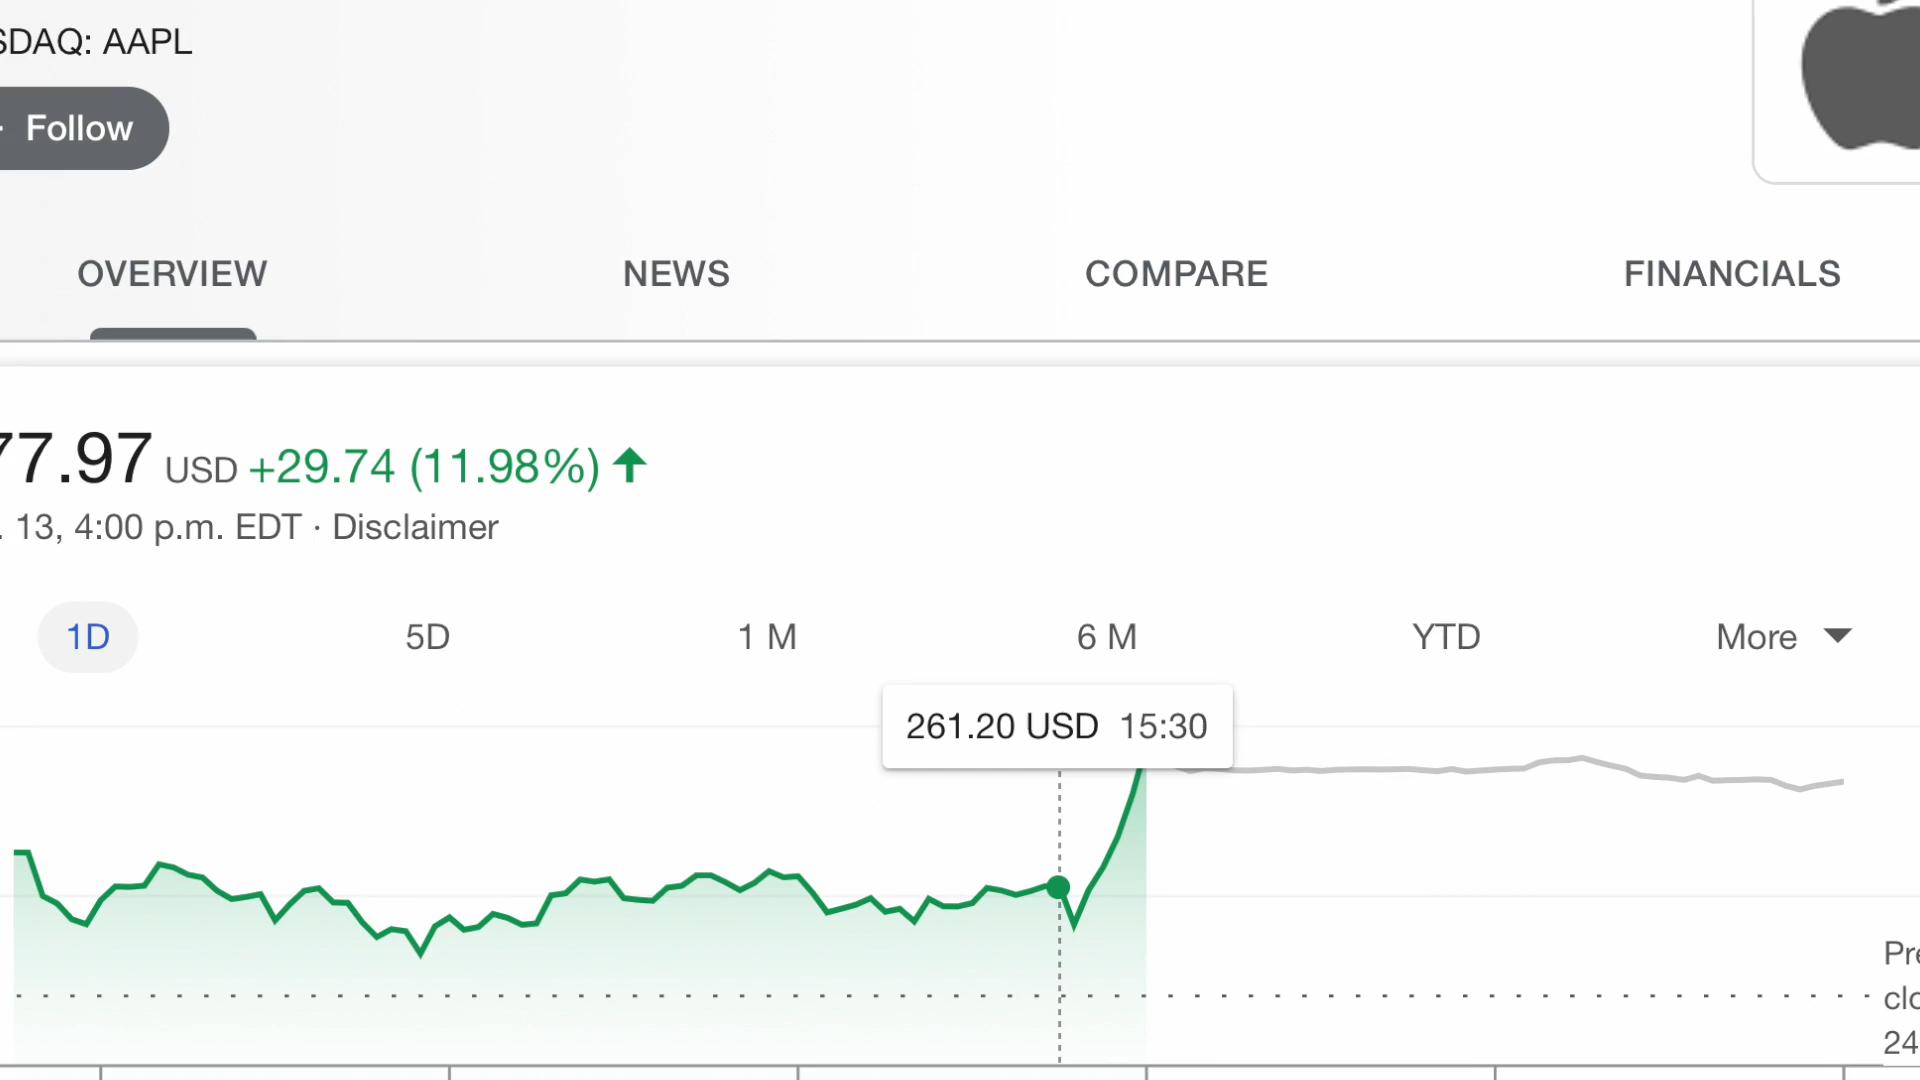 SDAQ: AAPL
Follow
OVERVIEW NEWS COMPARE FINANCIALS
77.97 USD +29.74 (11.98%)
. 13, 4:00 p.m. EDT · Disclaimer
1D 5D 1 M 6 M YTD More
261.20 USD 15:30
Pre
clo
24